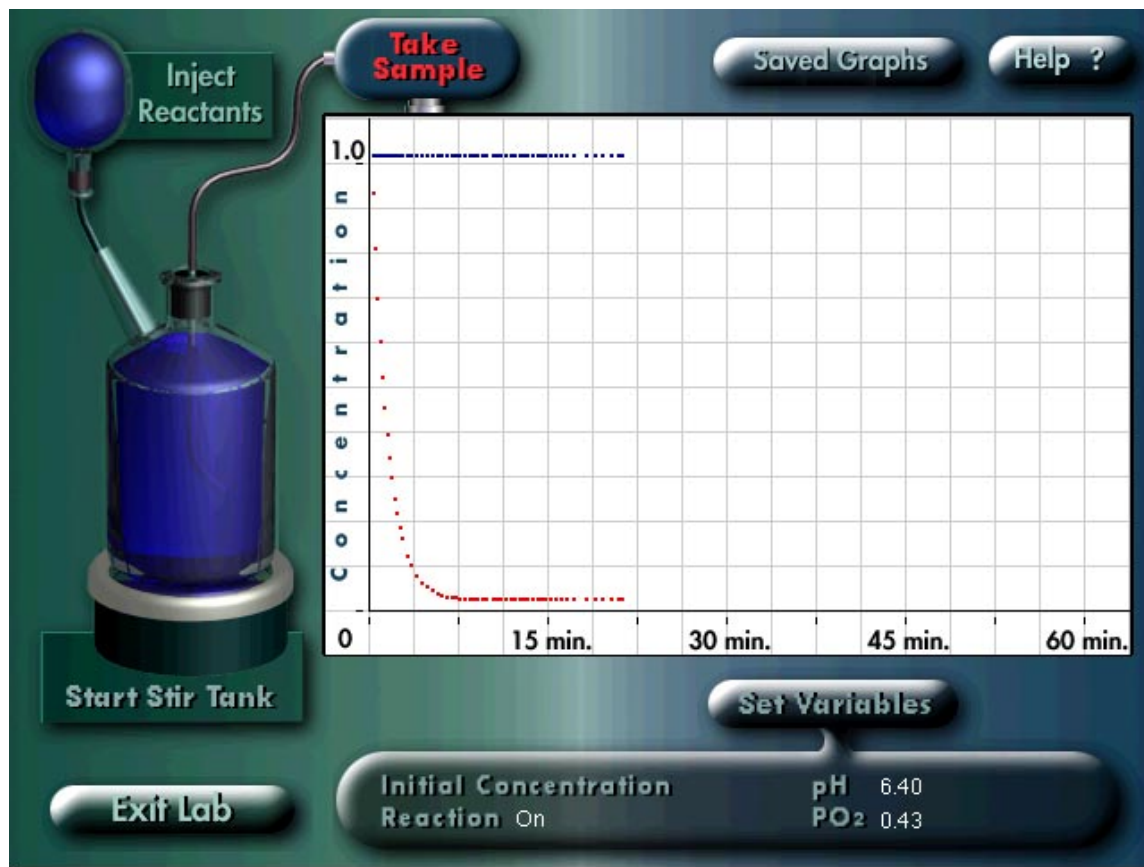 Take
Sample
Inject
Reactants
Saved Graphs
Help ?
1.0
Concentration
0
15 min.
30 min.
45 min.
60 min.
Start Stir Tank
Set Variables
Initial Concentration
pH 6.40
Reaction On
PO2 0.43
Exit Lab